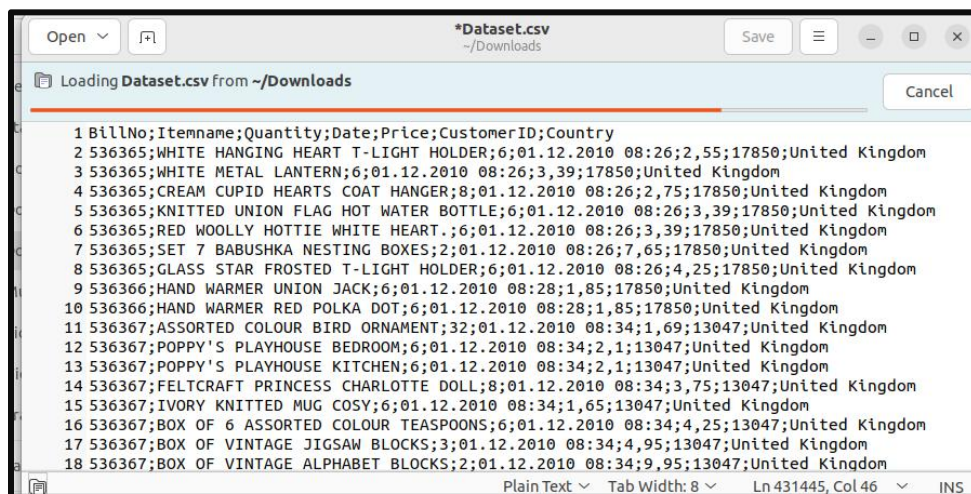 Open
*Dataset.csv
~/Downloads
Save
Loading Dataset.csv from ~/Downloads
Cancel
1 BillNo;Itemname;Quantity;Date;Price;CustomerID;Country
2 536365;WHITE HANGING HEART T-LIGHT HOLDER;6;01.12.2010 08:26;2,55;17850;United Kingdom
3 536365;WHITE METAL LANTERN;6;01.12.2010 08:26;3,39;17850;United Kingdom
4 536365;CREAM CUPID HEARTS COAT HANGER;8;01.12.2010 08:26;2,75;17850;United Kingdom
5 536365;KNITTED UNION FLAG HOT WATER BOTTLE;6;01.12.2010 08:26;3,39;17850;United Kingdom
6 536365;RED WOOLLY HOTTIE WHITE HEART.;6;01.12.2010 08:26;3,39;17850;United Kingdom
7 536365;SET 7 BABUSHKA NESTING BOXES;2;01.12.2010 08:26;7,65;17850;United Kingdom
8 536365;GLASS STAR FROSTED T-LIGHT HOLDER;6;01.12.2010 08:26;4,25;17850;United Kingdom
9 536366;HAND WARMER UNION JACK;6;01.12.2010 08:28;1,85;17850;United Kingdom
10 536366;HAND WARMER RED POLKA DOT;6;01.12.2010 08:28;1,85;17850;United Kingdom
11 536367;ASSORTED COLOUR BIRD ORNAMENT;32;01.12.2010 08:34;1,69;13047;United Kingdom
12 536367;POPPY'S PLAYHOUSE BEDROOM;6;01.12.2010 08:34;2,1;13047;United Kingdom
13 536367;POPPY'S PLAYHOUSE KITCHEN;6;01.12.2010 08:34;2,1;13047;United Kingdom
14 536367;FELTCRAFT PRINCESS CHARLOTTE DOLL;8;01.12.2010 08:34;3,75;13047;United Kingdom
15 536367;IVORY KNITTED MUG COSY;6;01.12.2010 08:34;1,65;13047;United Kingdom
16 536367;BOX OF 6 ASSORTED COLOUR TEASPOONS;6;01.12.2010 08:34;4,25;13047;United Kingdom
17 536367;BOX OF VINTAGE JIGSAW BLOCKS;3;01.12.2010 08:34;4,95;13047;United Kingdom
18 536367;BOX OF VINTAGE ALPHABET BLOCKS;2;01.12.2010 08:34;9,95;13047;United Kingdom
Plain Text Tab Width: 8 Ln 431445, Col 46 INS